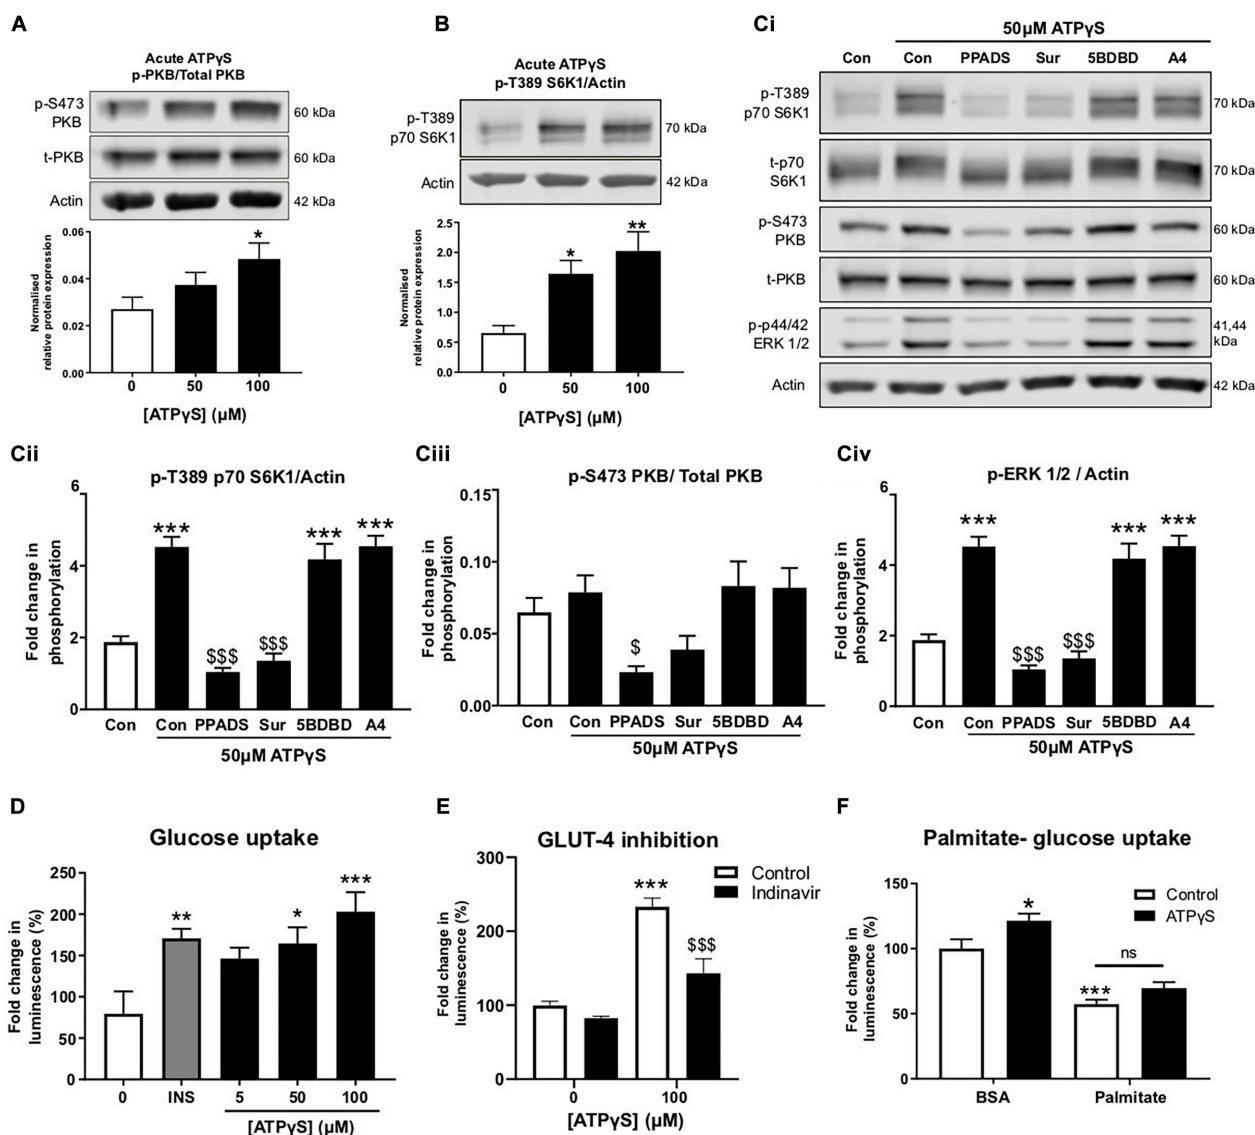 A
Acute ATPγS
p-PKB/Total PKB
p-S473
PKB
60 kDa
t-PKB
60 kDa
Actin
42 kDa
Normalised
relative protein expression
0.06
0.04
0.02
0.00
*
0 50 100
[ATPγS] (μM)
B
Acute ATPγS
p-T389 S6K1/Actin
p-T389
p70 S6K1
70 kDa
Actin
42 kDa
Normalised
relative protein expression
2.5
2.0
1.5
1.0
0.5
0.0
* **
0 50 100
[ATPγS] (μM)
Ci
50μM ATPγS
Con Con PPADS Sur 5BDBD A4
p-T389
p70 S6K1
70 kDa
t-p70
S6K1
70 kDa
p-S473
PKB
60 kDa
t-PKB
60 kDa
p-p44/42
ERK 1/2
41,44
kDa
Actin
42 kDa
Cii
p-T389 p70 S6K1/Actin
Fold change in
phosphorylation
6
4
2
0
*** $$$ $$$ *** ***
Con Con PPADS Sur 5BDBD A4
50μM ATPγS
Ciii
p-S473 PKB/ Total PKB
Fold change in
phosphorylation
0.15
0.10
0.05
0.00
$
Con Con PPADS Sur 5BDBD A4
50μM ATPγS
Civ
p-ERK 1/2 / Actin
Fold change in
phosphorylation
6
4
2
0
*** $$$ $$$ *** ***
Con Con PPADS Sur 5BDBD A4
50μM ATPγS
D
Glucose uptake
Fold change in
luminescence (%)
250
200
150
100
50
0
** * ***
0 INS 5 50 100
[ATPγS] (μM)
E
GLUT-4 inhibition
Control
Indinavir
Fold change in
luminescence (%)
300
200
100
0
*** $$$
0 100
[ATPγS] (μM)
F
Palmitate- glucose uptake
Control
ATPγS
Fold change in
luminescence (%)
150
100
50
0
* *** ns
BSA Palmitate